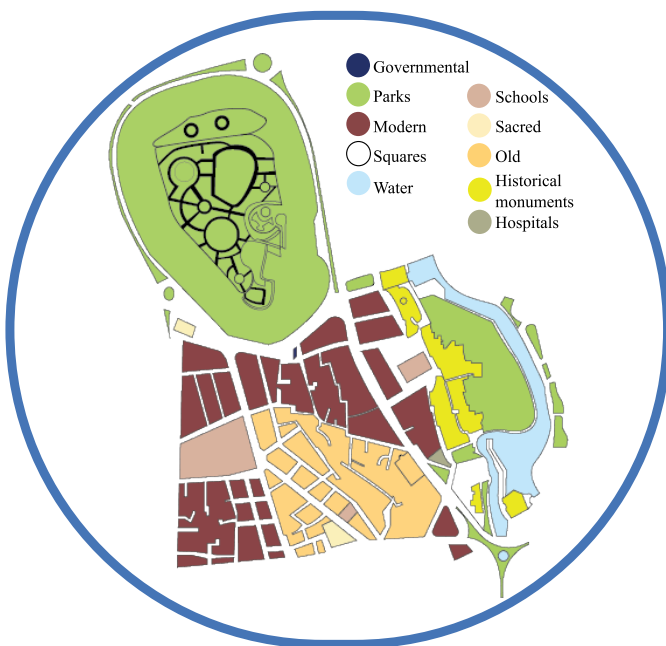 Governmental
Parks
Modern
Squares
Water
Schools
Sacred
Old
Historical
monuments
Hospitals